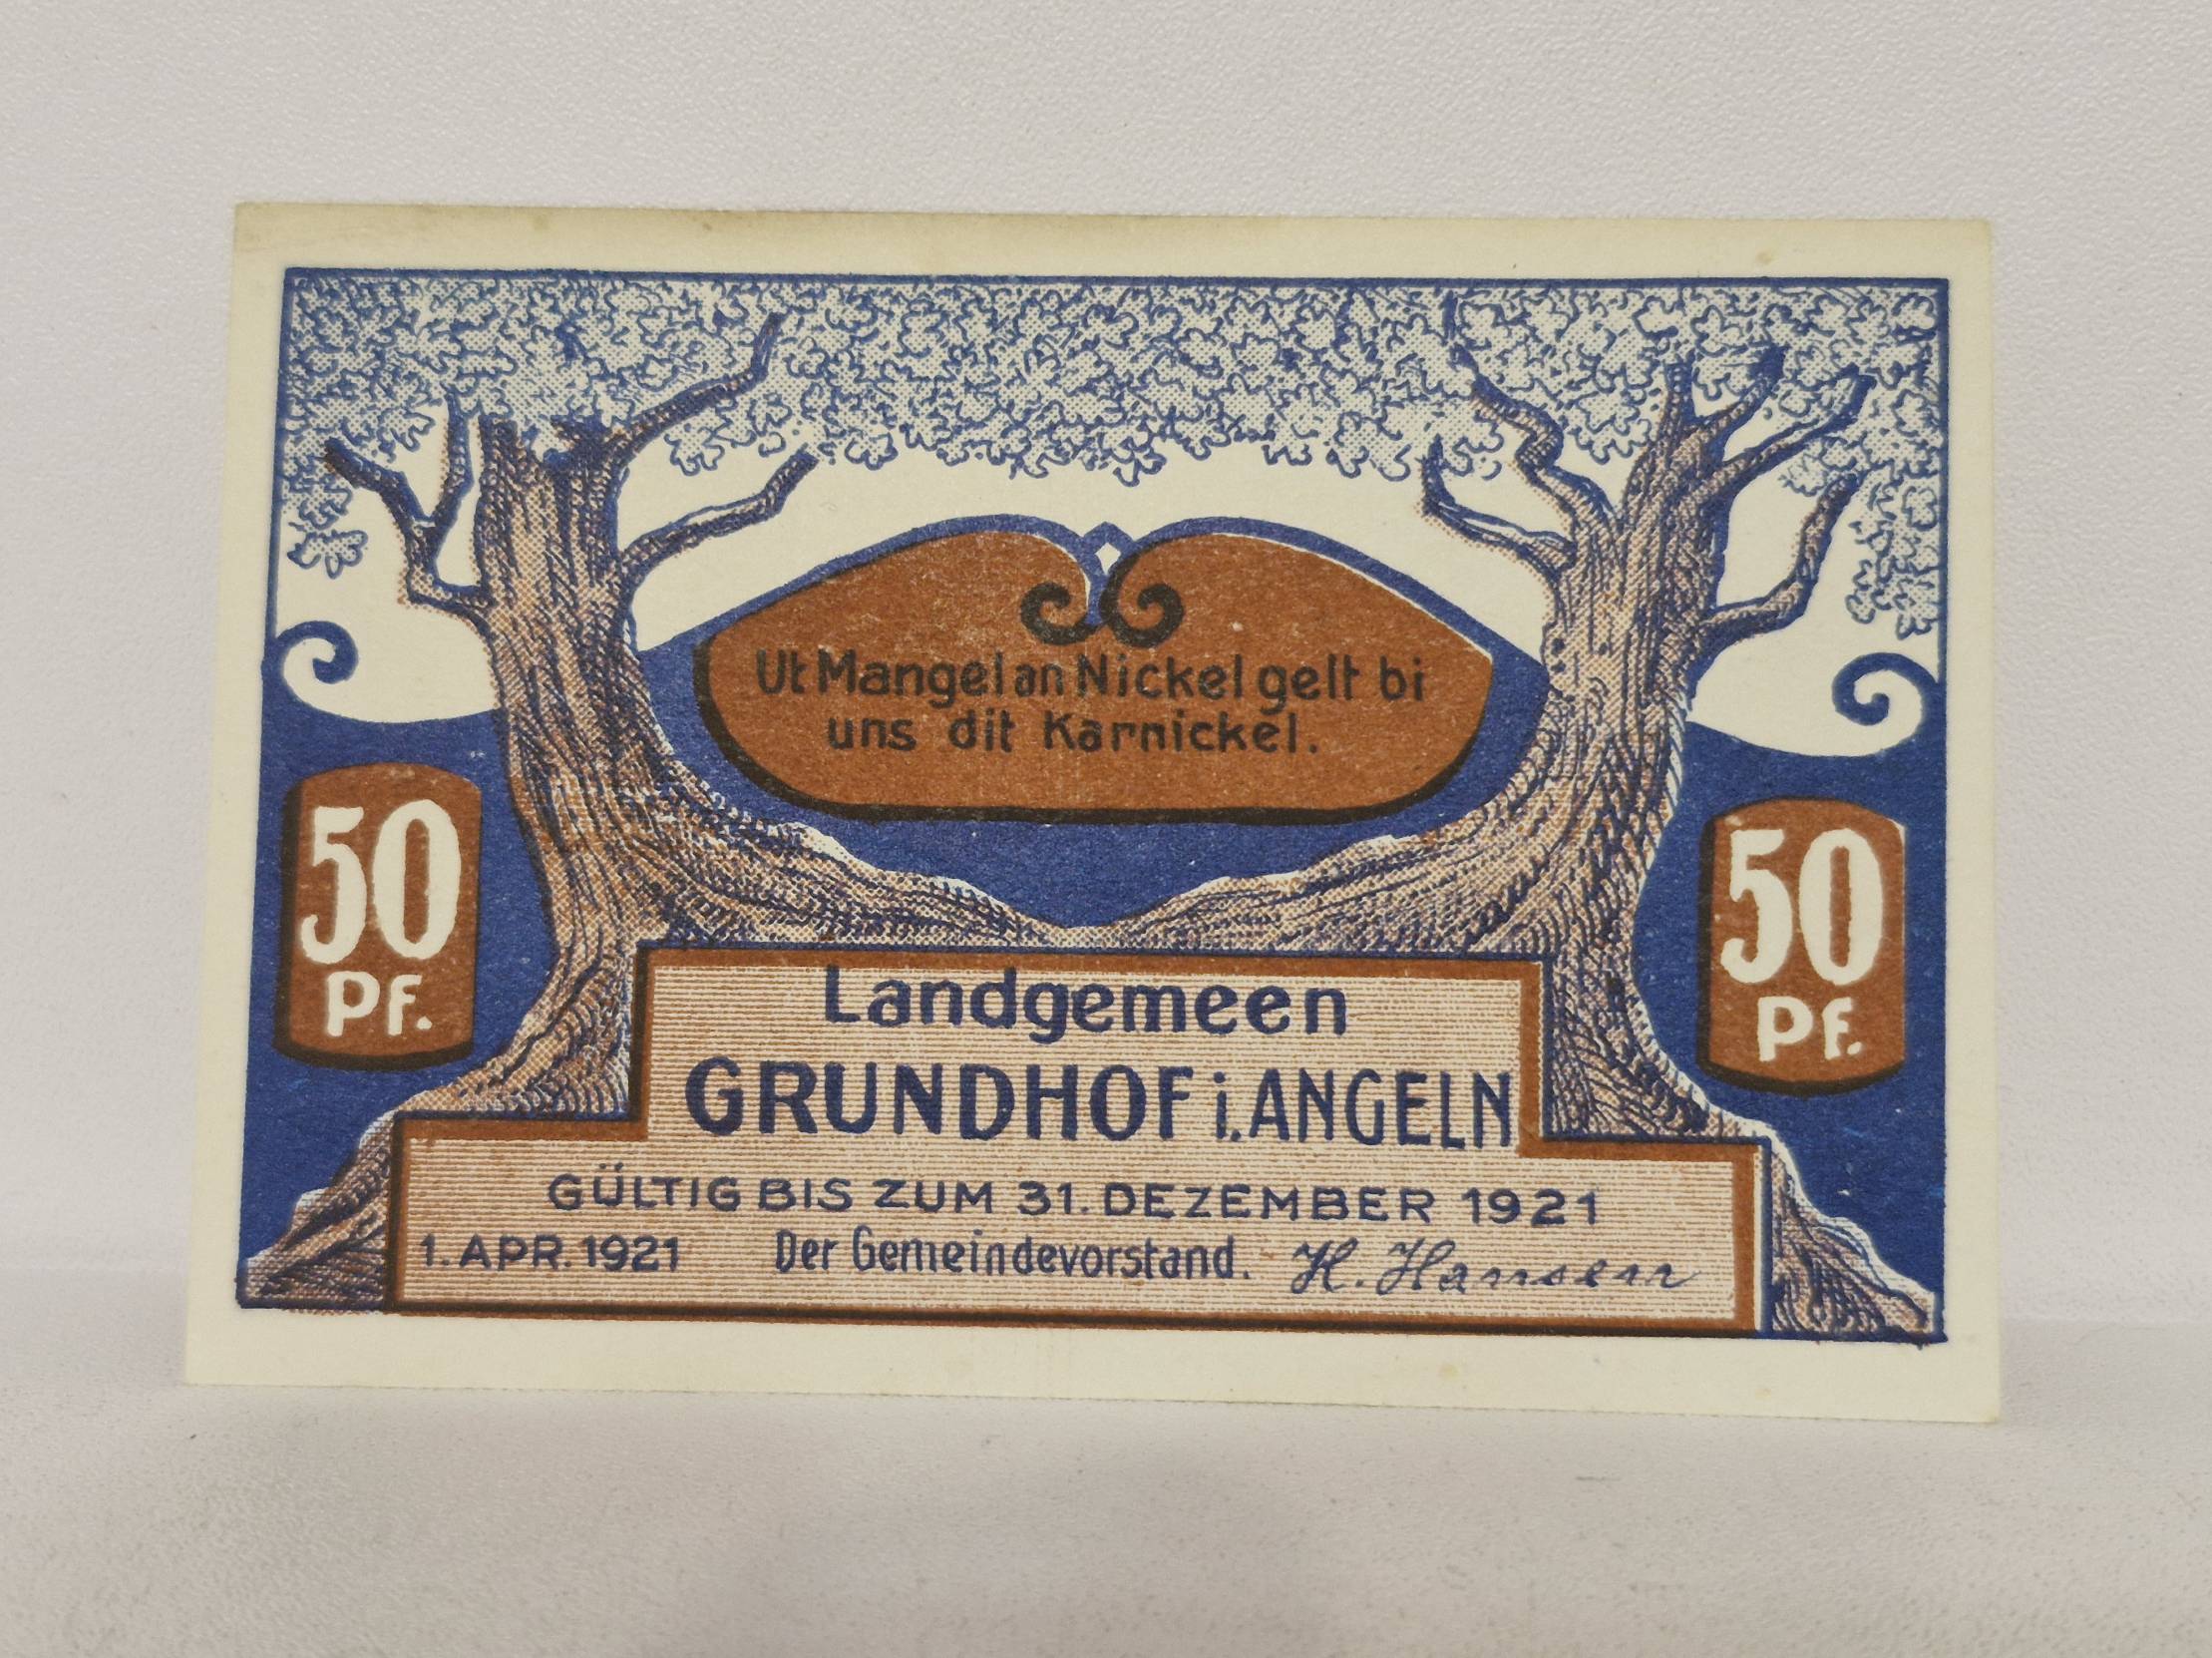 Ut Mangel an Nickel gelt bi
uns dit Karnickel.
50
PF.
50
PF.
Landgemeen
GRUNDHOF i. ANGELN
GÜLTIG BIS ZUM 31. DEZEMBER 1921
1. APR. 1921 Der Gemeindevorstand. H. Hansen